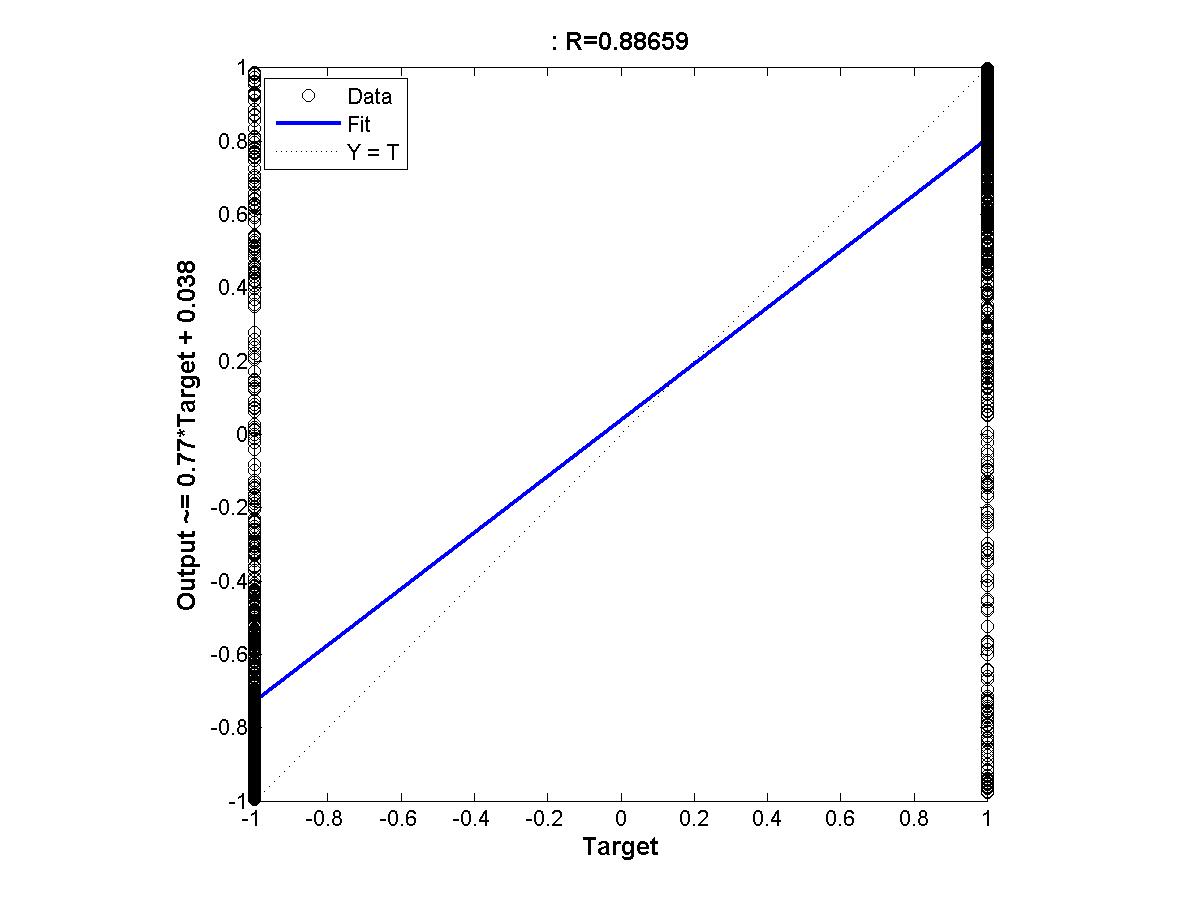 : R=0.88659
Data
Fit
Y = T
1
0.8
0.6
0.4
0.2
0
-0.2
-0.4
-0.6
-0.8
-1
Output ~= 0.77*Target + 0.038
-1 -0.8 -0.6 -0.4 -0.2 0 0.2 0.4 0.6 0.8 1
Target